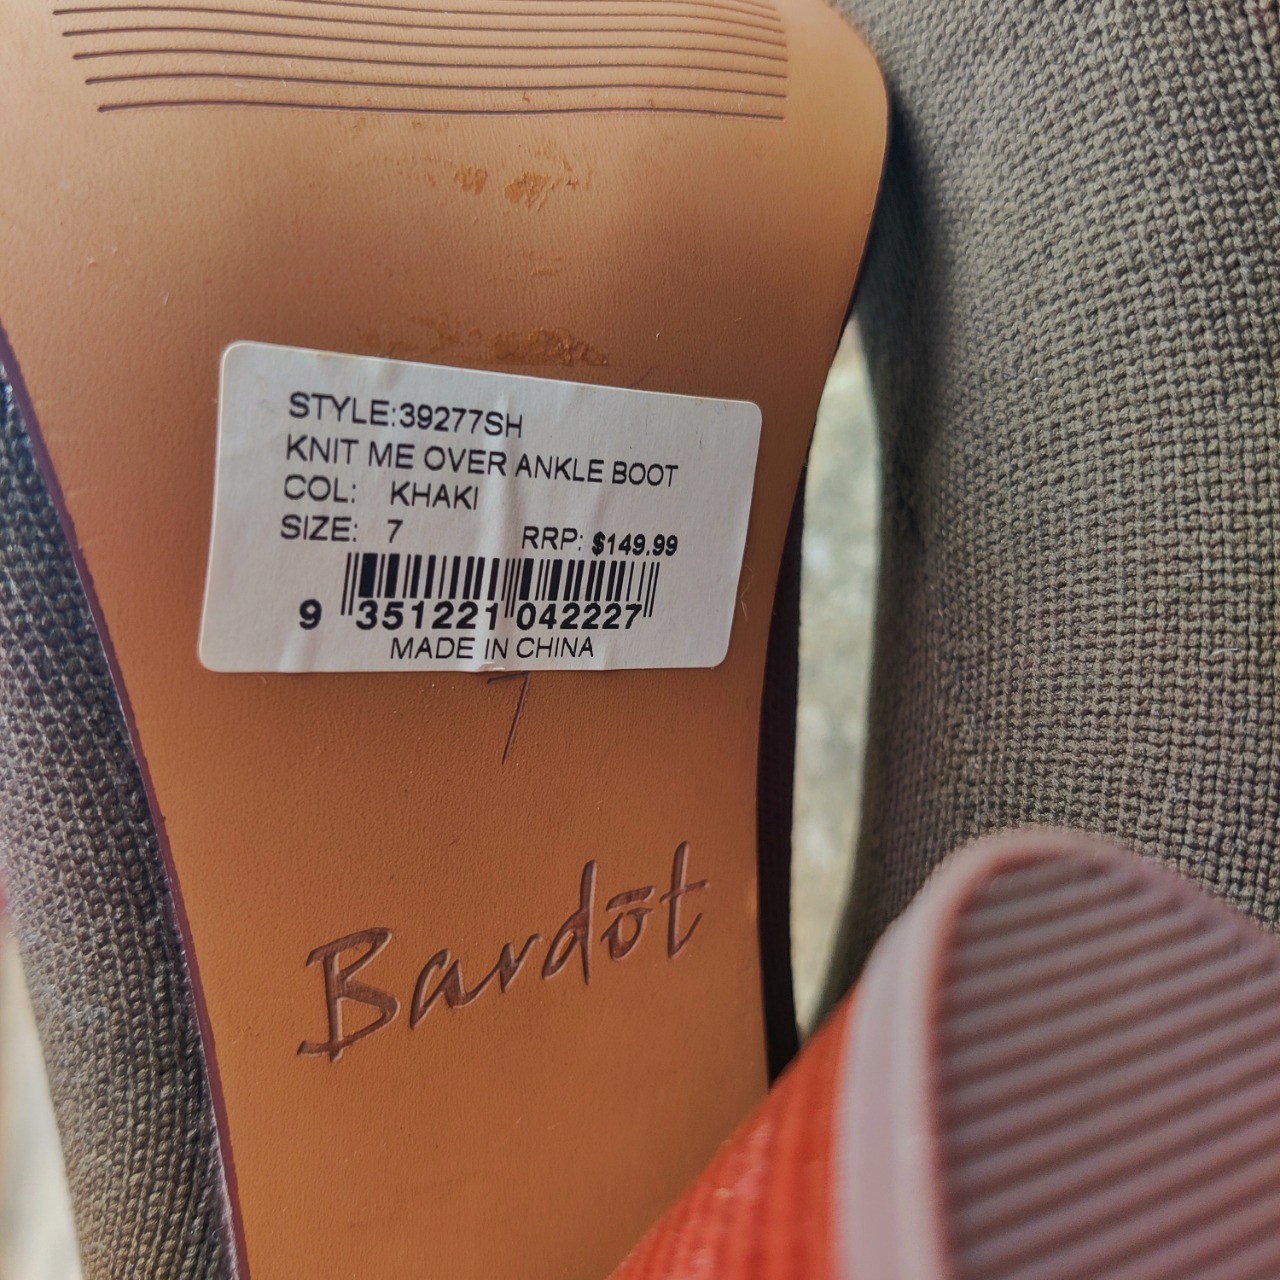 STYLE:39277SH
KNIT ME OVER ANKLE BOOT
COL: KHAKI
SIZE: 7 RRP: $149.99
9 351221 042227
MADE IN CHINA
7
Bardōt